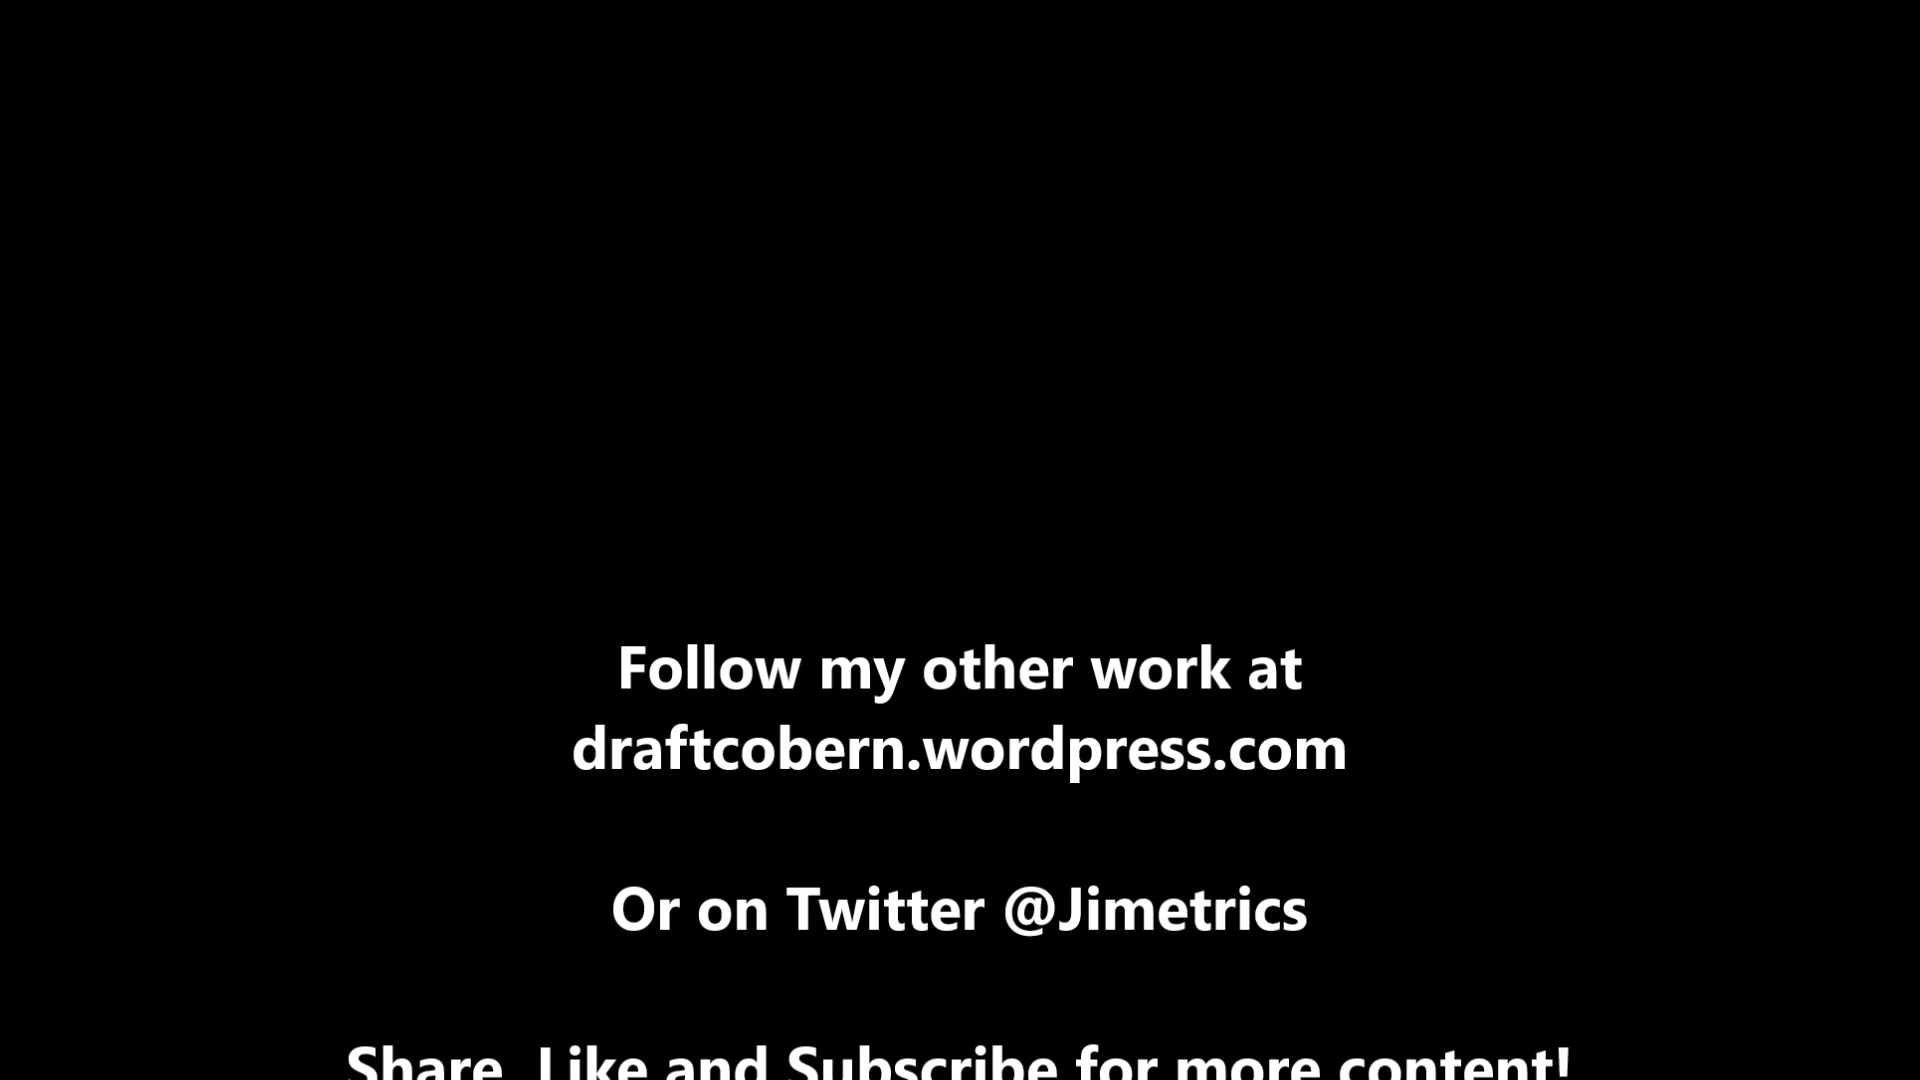 Follow my other work at
draftcobern.wordpress.com
Or on Twitter @Jimetrics
Share, Like and Subscribe for more content!